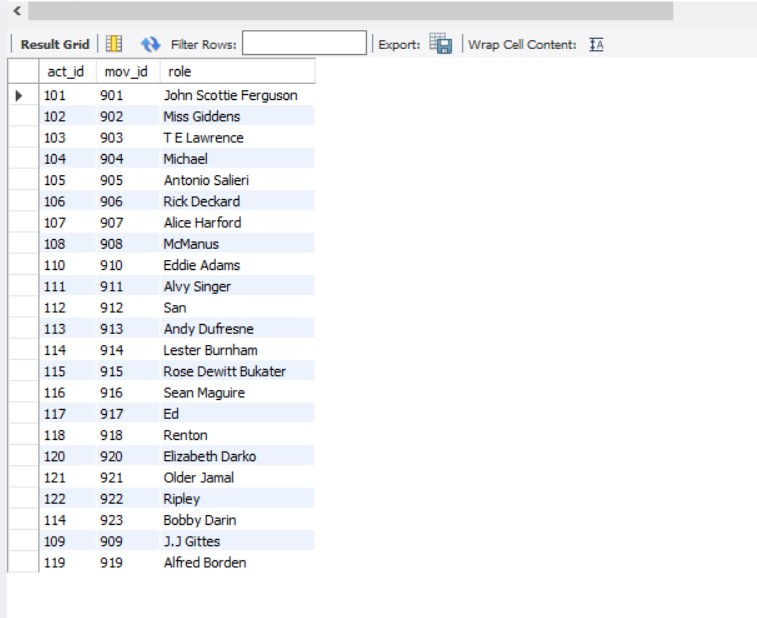 Result Grid Filter Rows: Export: Wrap Cell Content:
act_id mov_id role
101 901 John Scottie Ferguson
102 902 Miss Giddens
103 903 T E Lawrence
104 904 Michael
105 905 Antonio Salieri
106 906 Rick Deckard
107 907 Alice Harford
108 908 McManus
110 910 Eddie Adams
111 911 Alvy Singer
112 912 San
113 913 Andy Dufresne
114 914 Lester Burnham
115 915 Rose Dewitt Bukater
116 916 Sean Maguire
117 917 Ed
118 918 Renton
120 920 Elizabeth Darko
121 921 Older Jamal
122 922 Ripley
114 923 Bobby Darin
109 909 J.J Gittes
119 919 Alfred Borden